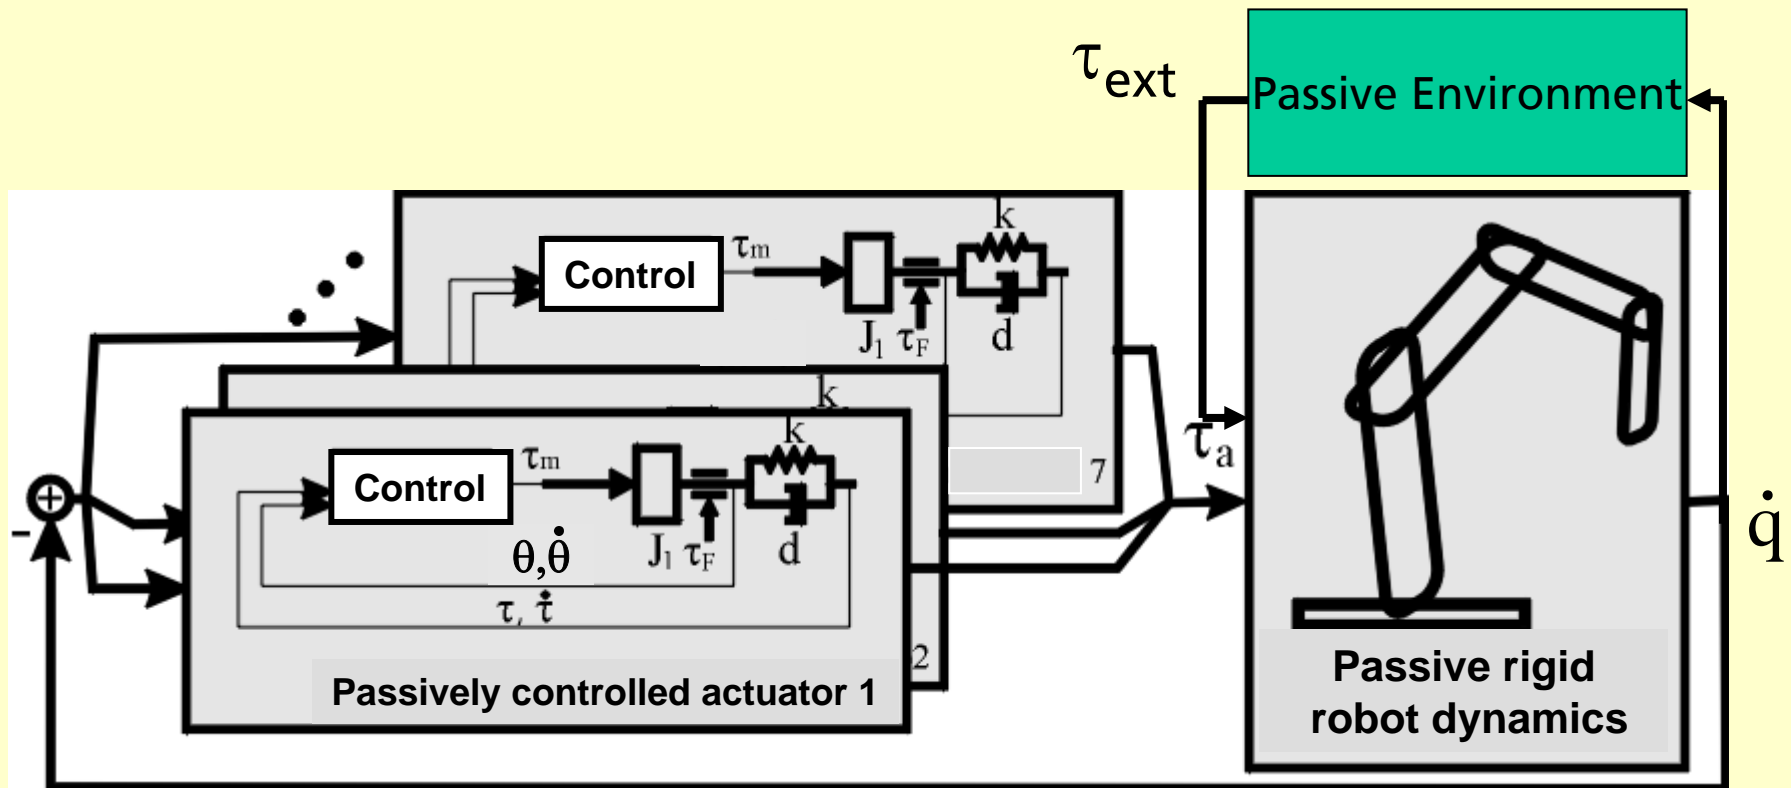 τext
Passive Environment
k
τm
Control
J1 τF
d
7
k
k
τm
Control
J1 τF
d
θ,θ̇
τ, τ̇
2
Passively controlled actuator 1
+
-
τa
q̇
Passive rigid
robot dynamics